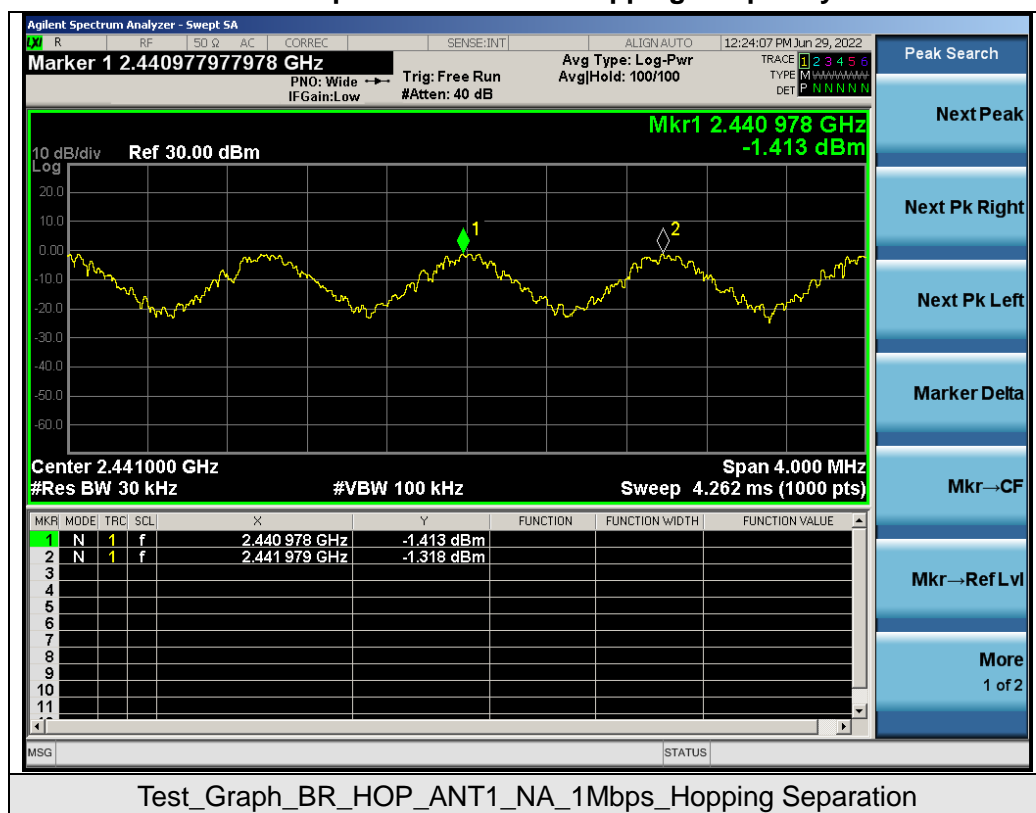 Agilent Spectrum Analyzer - Swept SA
LXI R RF 50 Ω AC CORREC SENSE:INT ALIGN AUTO 12:24:07 PM Jun 29, 2022
Marker 1 2.440977977978 GHz
PNO: Wide
IFGain:Low
Trig: Free Run
#Atten: 40 dB
Avg Type: Log-Pwr
Avg|Hold: 100/100
TRACE 1 2 3 4 5 6
TYPE M
DET P N N N N N
Mkr1 2.440 978 GHz
-1.413 dBm
10 dB/div Ref 30.00 dBm
Log
20.0
10.0
0.00
-10.0
-20.0
-30.0
-40.0
-50.0
-60.0
1
2
Center 2.441000 GHz Span 4.000 MHz
#Res BW 30 kHz #VBW 100 kHz Sweep 4.262 ms (1000 pts)
MKR MODE TRC SCL X Y FUNCTION FUNCTION WIDTH FUNCTION VALUE
1 N 1 f 2.440 978 GHz -1.413 dBm
2 N 1 f 2.441 979 GHz -1.318 dBm
3
4
5
6
7
8
9
10
11
MSG STATUS
Peak Search
Next Peak
Next Pk Right
Next Pk Left
Marker Delta
Mkr→CF
Mkr→Ref Lvl
More
1 of 2
Test_Graph_BR_HOP_ANT1_NA_1Mbps_Hopping Separation